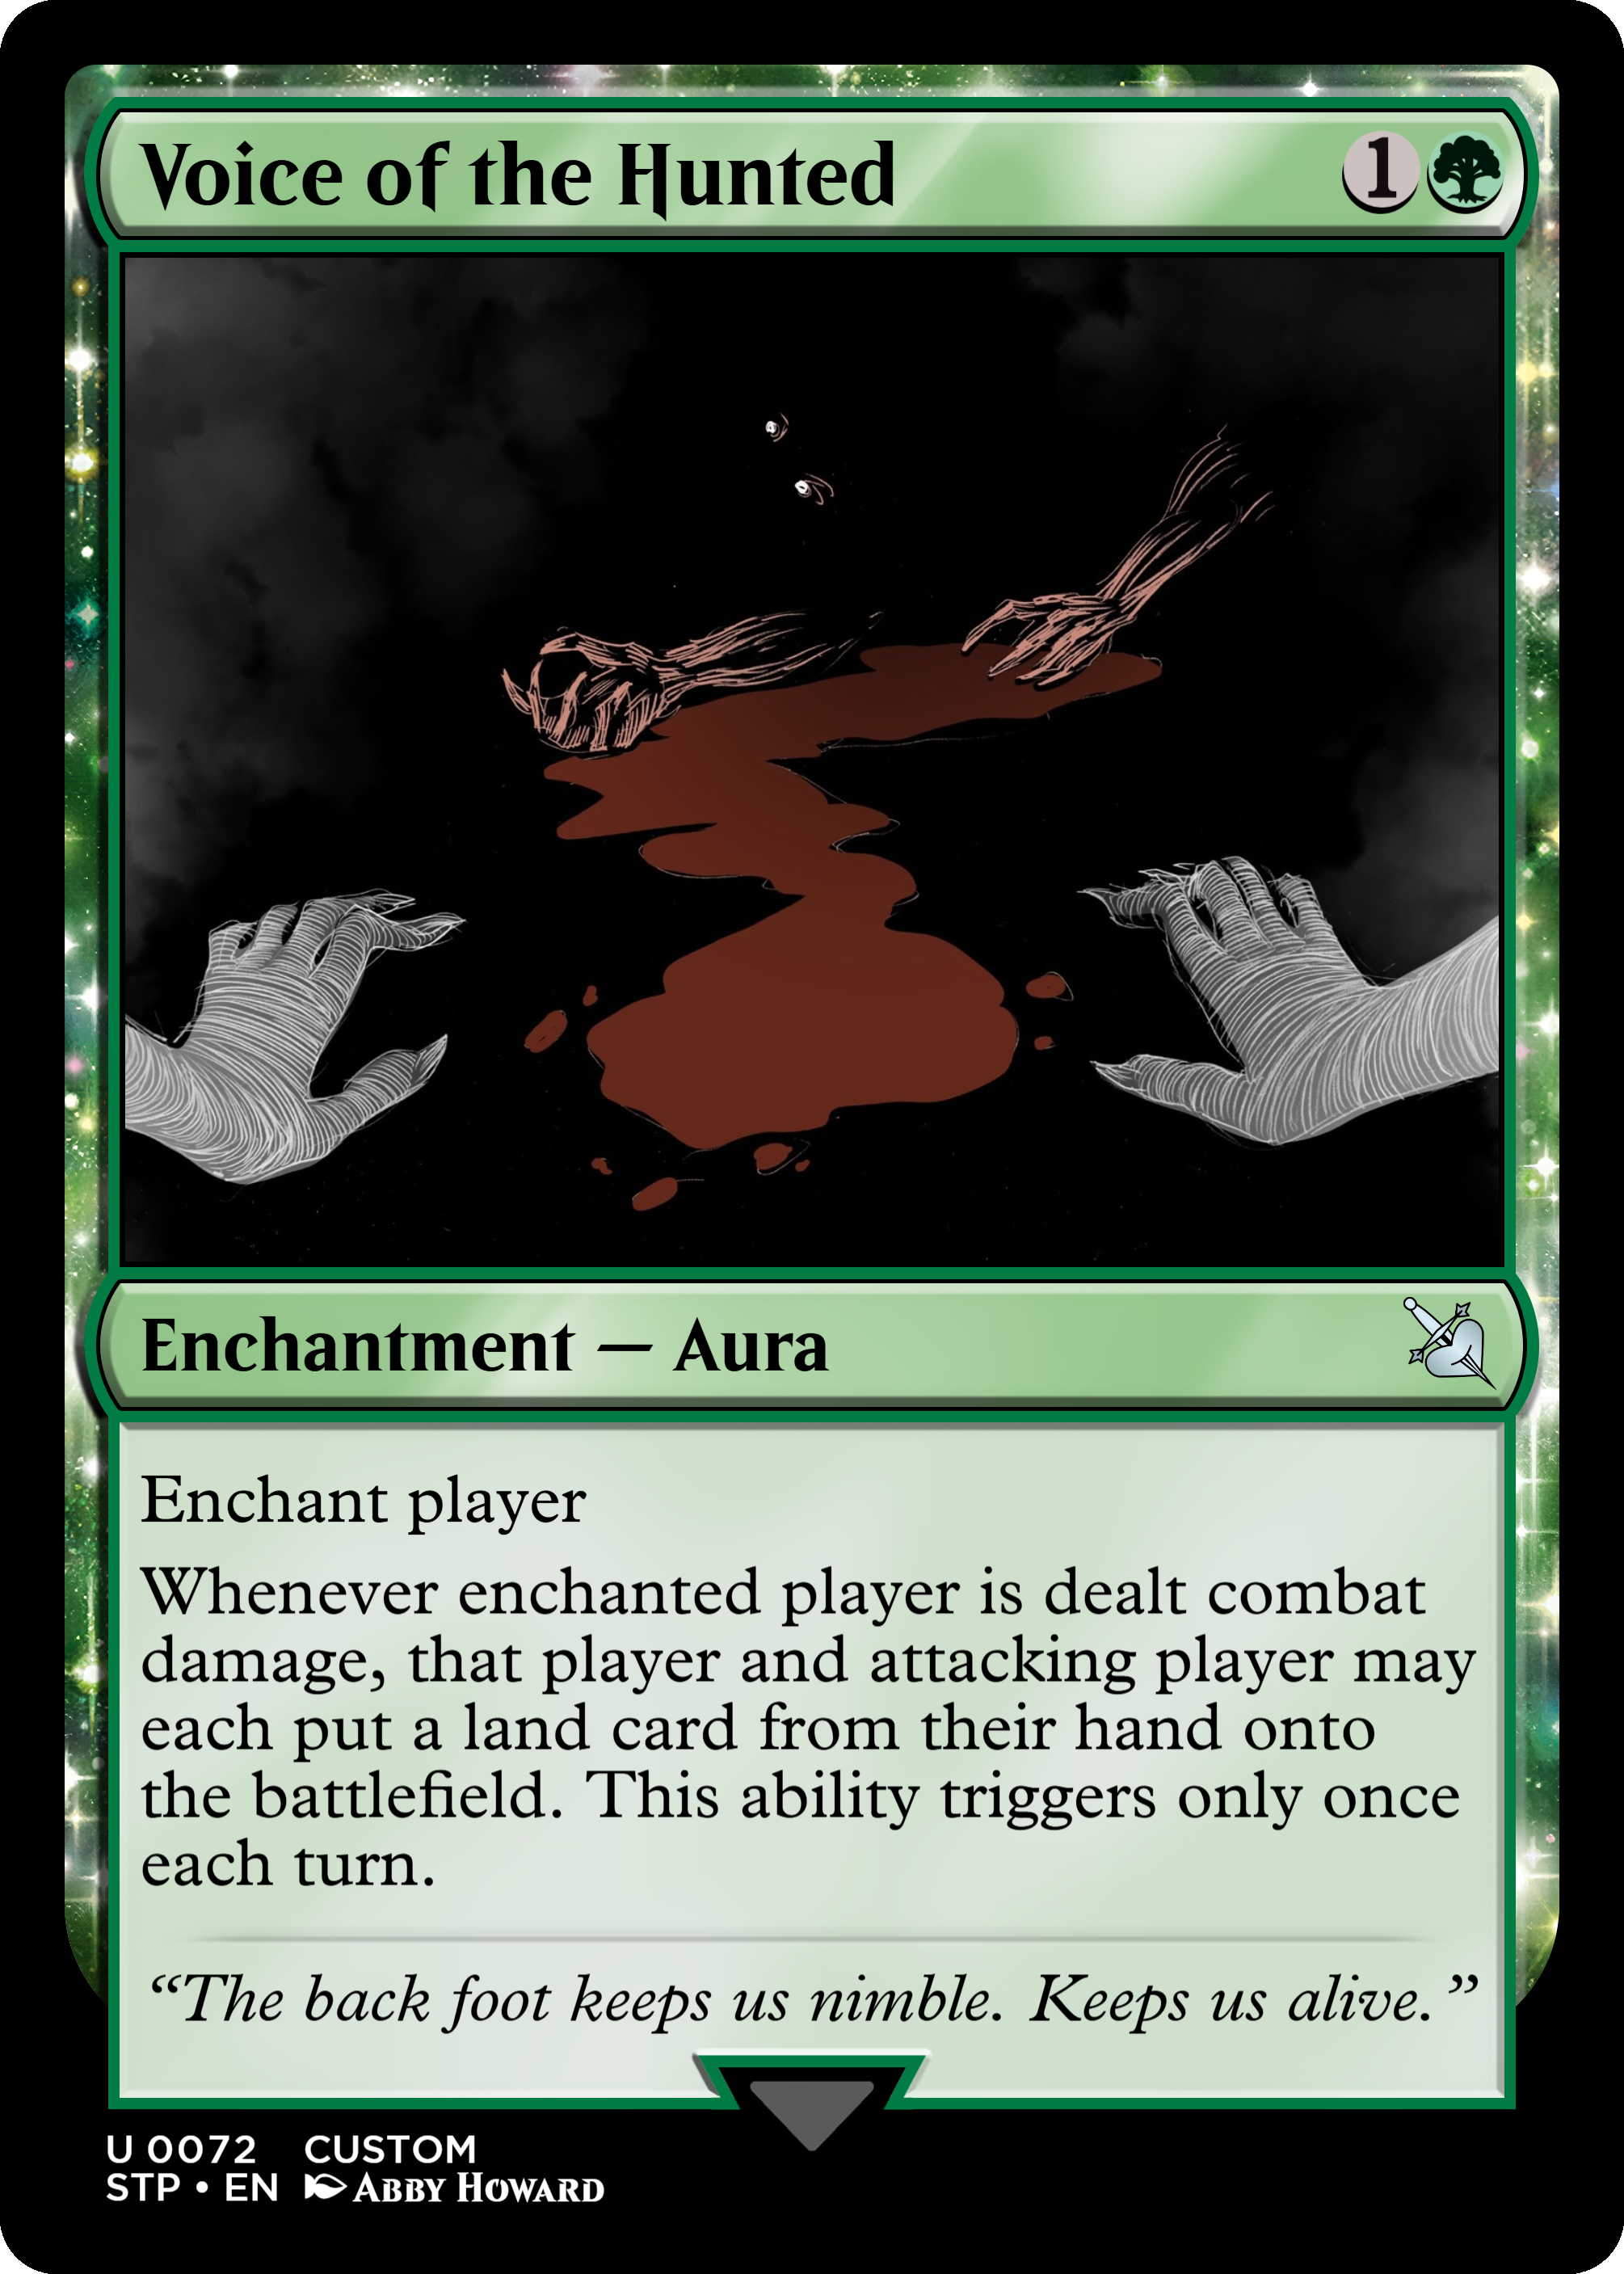 Voice of the Hunted 1
Enchantment — Aura
Enchant player
Whenever enchanted player is dealt combat
damage, that player and attacking player may
each put a land card from their hand onto
the battlefield. This ability triggers only once
each turn.
“The back foot keeps us nimble. Keeps us alive.”
U 0072 CUSTOM
STP • EN ABBY HOWARD